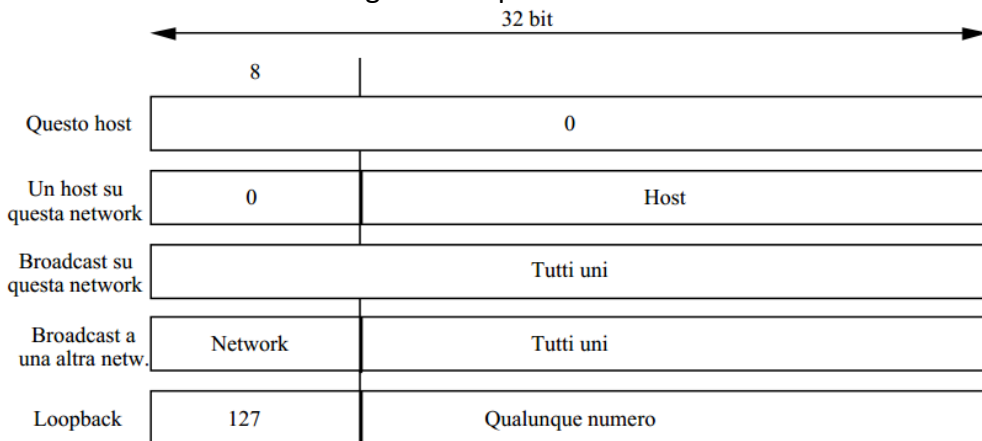 32 bit
8
Questo host
0
Un host su
questa network
0
Host
Broadcast su
questa network
Tutti uni
Broadcast a
una altra netw.
Network
Tutti uni
Loopback
127
Qualunque numero